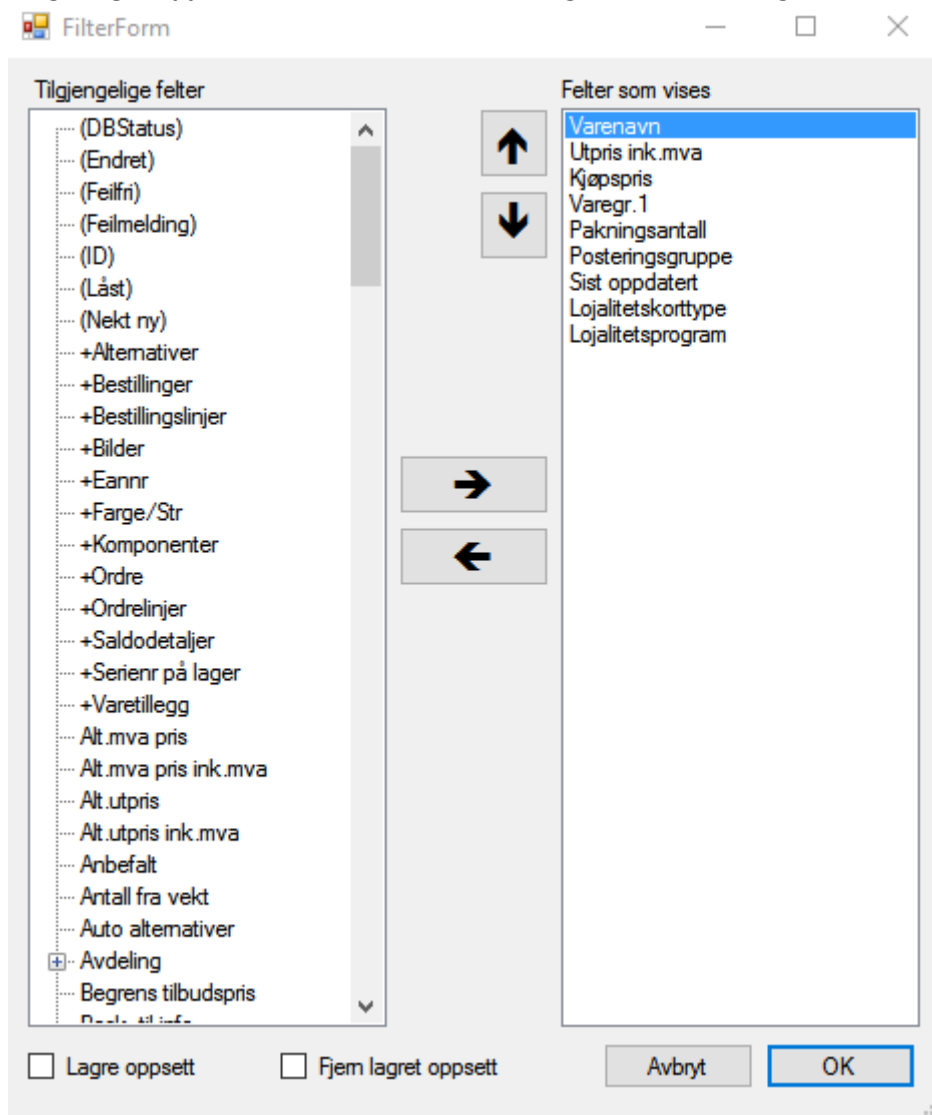 FilterForm
Tilgjengelige felter
(DBStatus)
(Endret)
(Feilfri)
(Feilmelding)
(ID)
(Låst)
(Nekt ny)
+Alternativer
+Bestillinger
+Bestillingslinjer
+Bilder
+Eannr
+Farge/Str
+Komponenter
+Ordre
+Ordrelinjer
+Saldodetaljer
+Serienr på lager
+Varetillegg
Alt.mva pris
Alt.mva pris ink.mva
Alt.utpris
Alt.utpris ink.mva
Anbefalt
Antall fra vekt
Auto alternativer
Avdeling
Begrens tilbudspris
Felter som vises
Varenavn
Utpris ink.mva
Kjøpspris
Varegr.1
Pakningsantall
Posteringsgruppe
Sist oppdatert
Lojalitetskorttype
Lojalitetsprogram
Lagre oppsett
Fjern lagret oppsett
Avbryt
OK